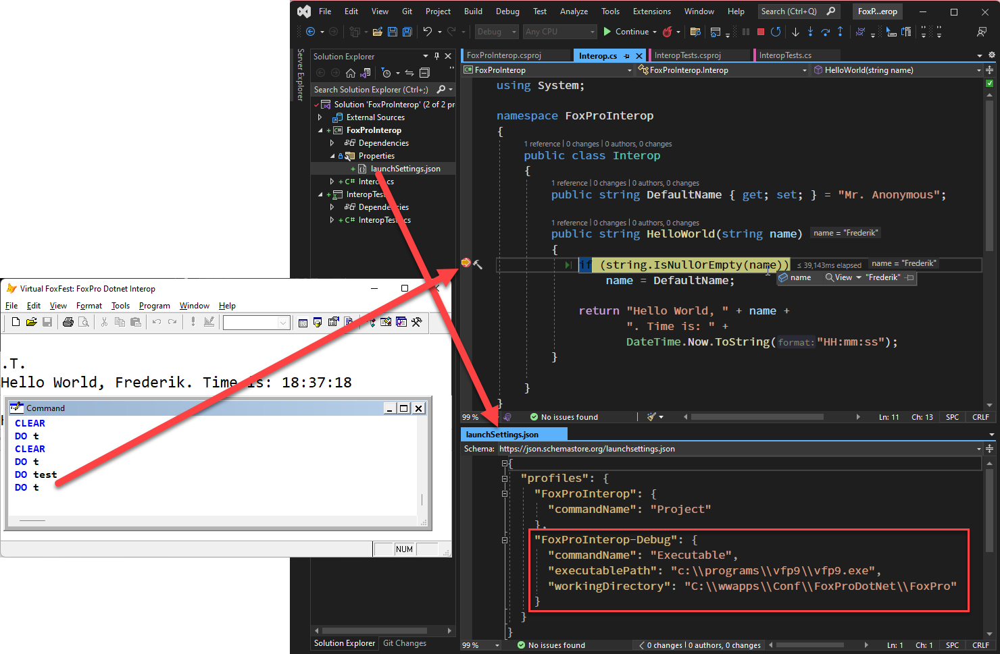 File Edit View Git Project Build Debug Test Analyze Tools Extensions Window Help Search (Ctrl+Q) FoxP...erop
Debug Any CPU Continue
Server Explorer
Solution Explorer
Search Solution Explorer (Ctrl+;)
Solution 'FoxProInterop' (2 of 2 pr
External Sources
FoxProInterop
Dependencies
Properties
launchSettings.json
C# Interop.cs
InteropTest
Dependencies
C# InteropTest.cs
FoxProInterop.csproj Interop.cs InteropTests.csproj InteropTests.cs
C# FoxProInterop FoxProInterop.Interop HelloWorld(string name)
using System;
namespace FoxProInterop
{
1 reference | 0 changes | 0 authors, 0 changes
public class Interop
{
1 reference | 0 changes | 0 authors, 0 changes
public string DefaultName { get; set; } = "Mr. Anonymous";
1 reference | 0 changes | 0 authors, 0 changes
public string HelloWorld(string name) name = "Frederik"
{
if (string.IsNullOrEmpty(name)) ≤ 39,143ms elapsed name = "Frederik"
name = DefaultName; name View "Frederik"
return "Hello World, " + name +
". Time is: " +
DateTime.Now.ToString(format:"HH:mm:ss");
}
}
}
99 % No issues found Ln: 11 Ch: 13 SPC CRLF
Virtual FoxFest: FoxPro Dotnet Interop
File Edit View Format Tools Program Window Help
.T.
Hello World, Frederik. Time is: 18:37:18
Command
CLEAR
DO t
CLEAR
DO t
DO test
DO t
NUM
launchSettings.json
Schema: https://json.schemastore.org/launchsettings.json
{
"profiles": {
"FoxProInterop": {
"commandName": "Project"
},
"FoxProInterop-Debug": {
"commandName": "Executable",
"executablePath": "c:\\programs\\vfp9\\vfp9.exe",
"workingDirectory": "C:\\wwapps\\Conf\\FoxProDotNet\\FoxPro"
}
}
}
Solution Explorer Git Changes
99 % No issues found 0 changes | 0 authors, 0 changes Ln: 1 Ch: 1 SPC CRLF